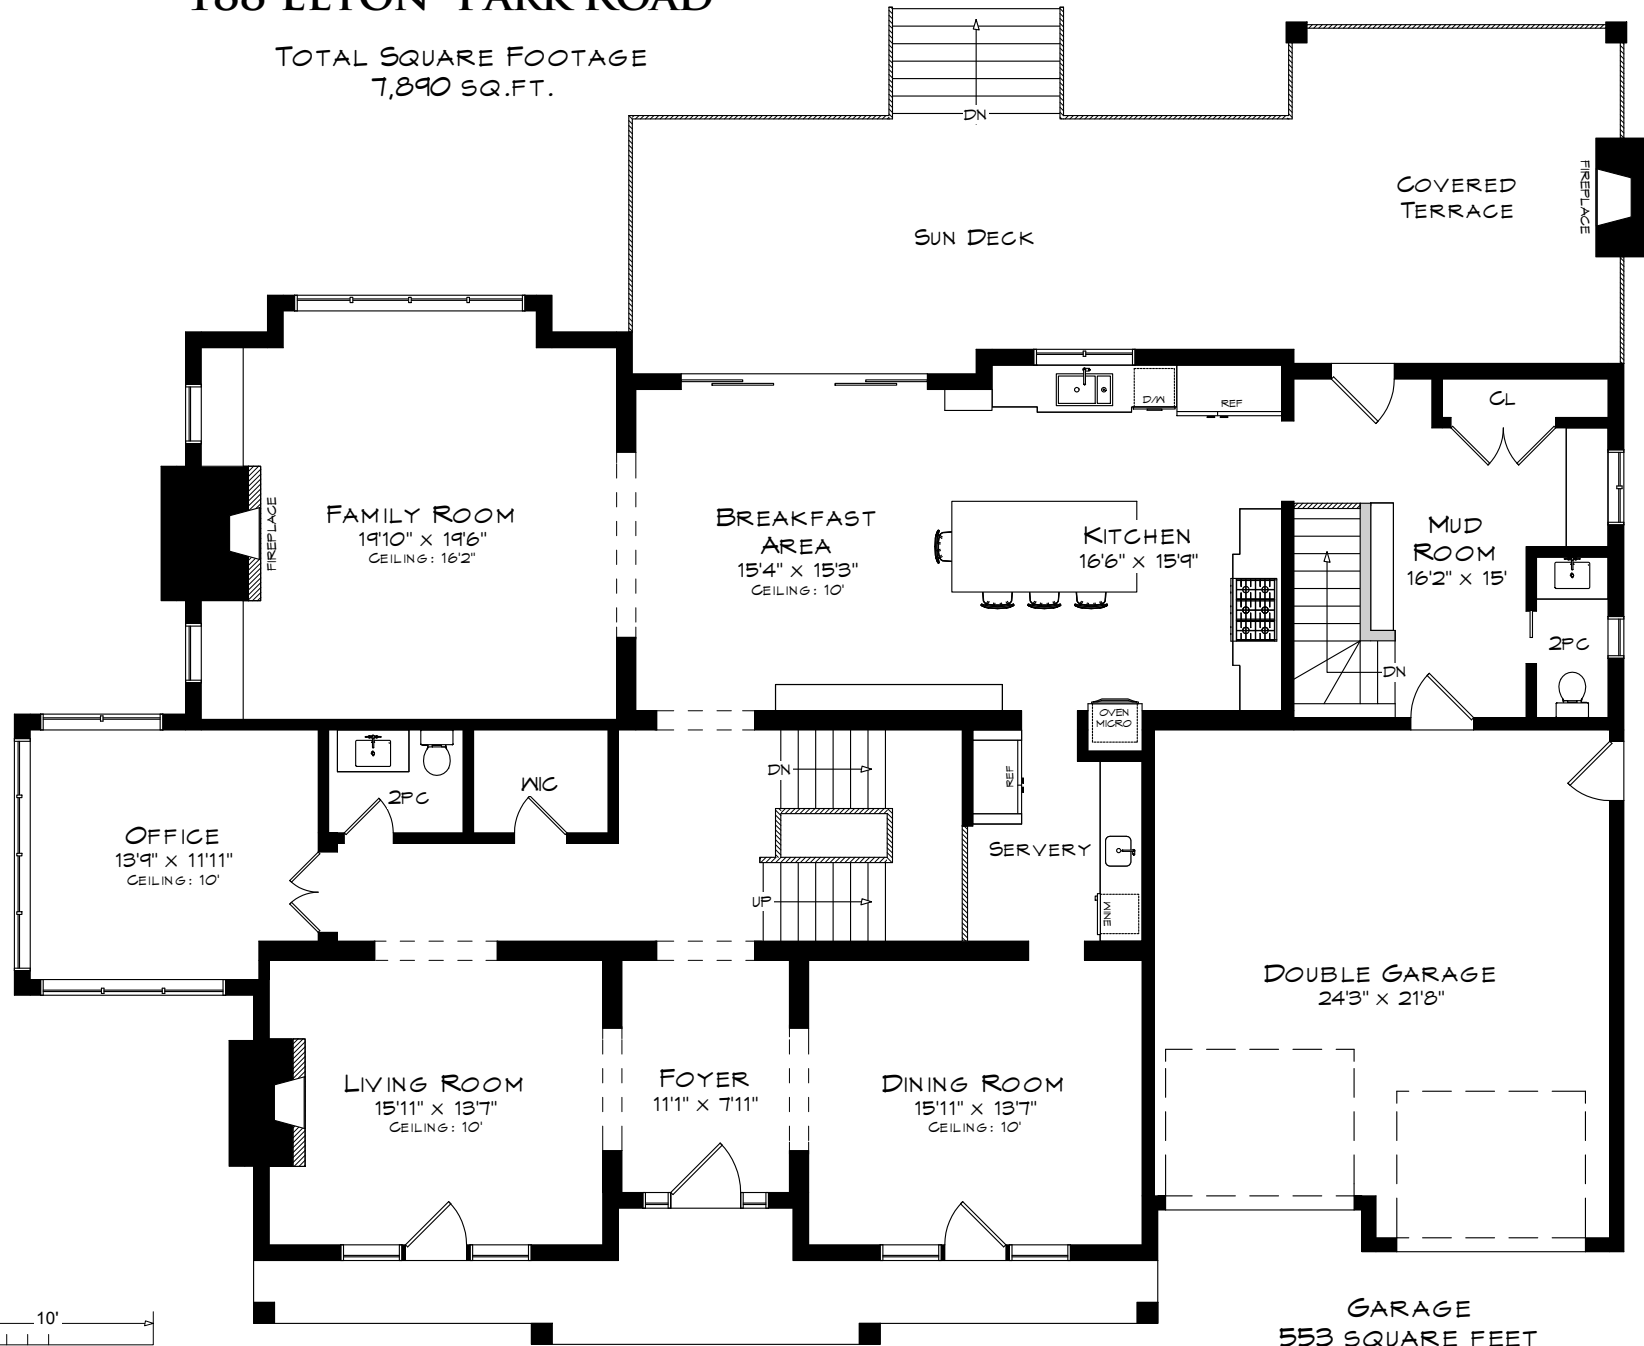 TOTAL SQUARE FOOTAGE
7,890 SQ.FT.
DN
COVERED
TERRACE
FIREPLACE
SUN DECK
CL
D/W
REF
FAMILY ROOM
19'10" X 19'6"
CEILING: 16'2"
FIREPLACE
BREAKFAST
AREA
15'4" X 15'3"
CEILING: 10'
KITCHEN
16'6" X 15'9"
MUD
ROOM
16'2" X 15'
2PC
DN
OVEN
MICRO
REF
DN
WIC
2PC
OFFICE
13'9" X 11'11"
CEILING: 10'
SERVERY
UP
WINE
DOUBLE GARAGE
24'3" X 21'8"
LIVING ROOM
15'11" X 13'7"
CEILING: 10'
FOYER
11'1" X 7'11"
DINING ROOM
15'11" X 13'7"
CEILING: 10'
10'
GARAGE
553 SQUARE FEET